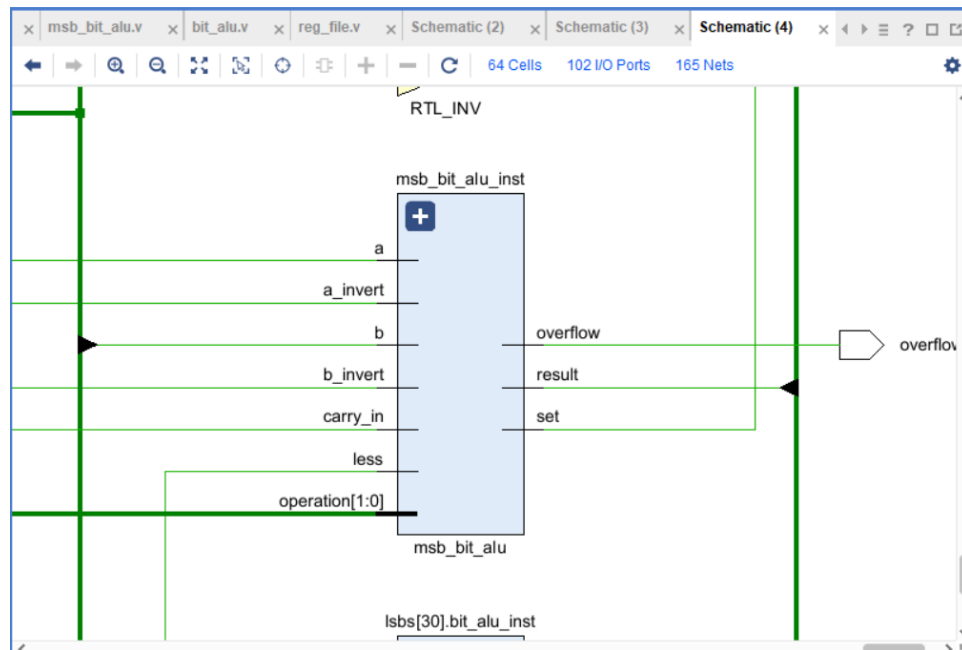 msb_bit_alu.v bit_alu.v reg_file.v Schematic (2) Schematic (3) Schematic (4)
64 Cells 102 I/O Ports 165 Nets
RTL_INV
msb_bit_alu_inst
a
a_invert
b overflow overflow
b_invert result
carry_in set
less
operation[1:0]
msb_bit_alu
lsbs[30].bit_alu_inst